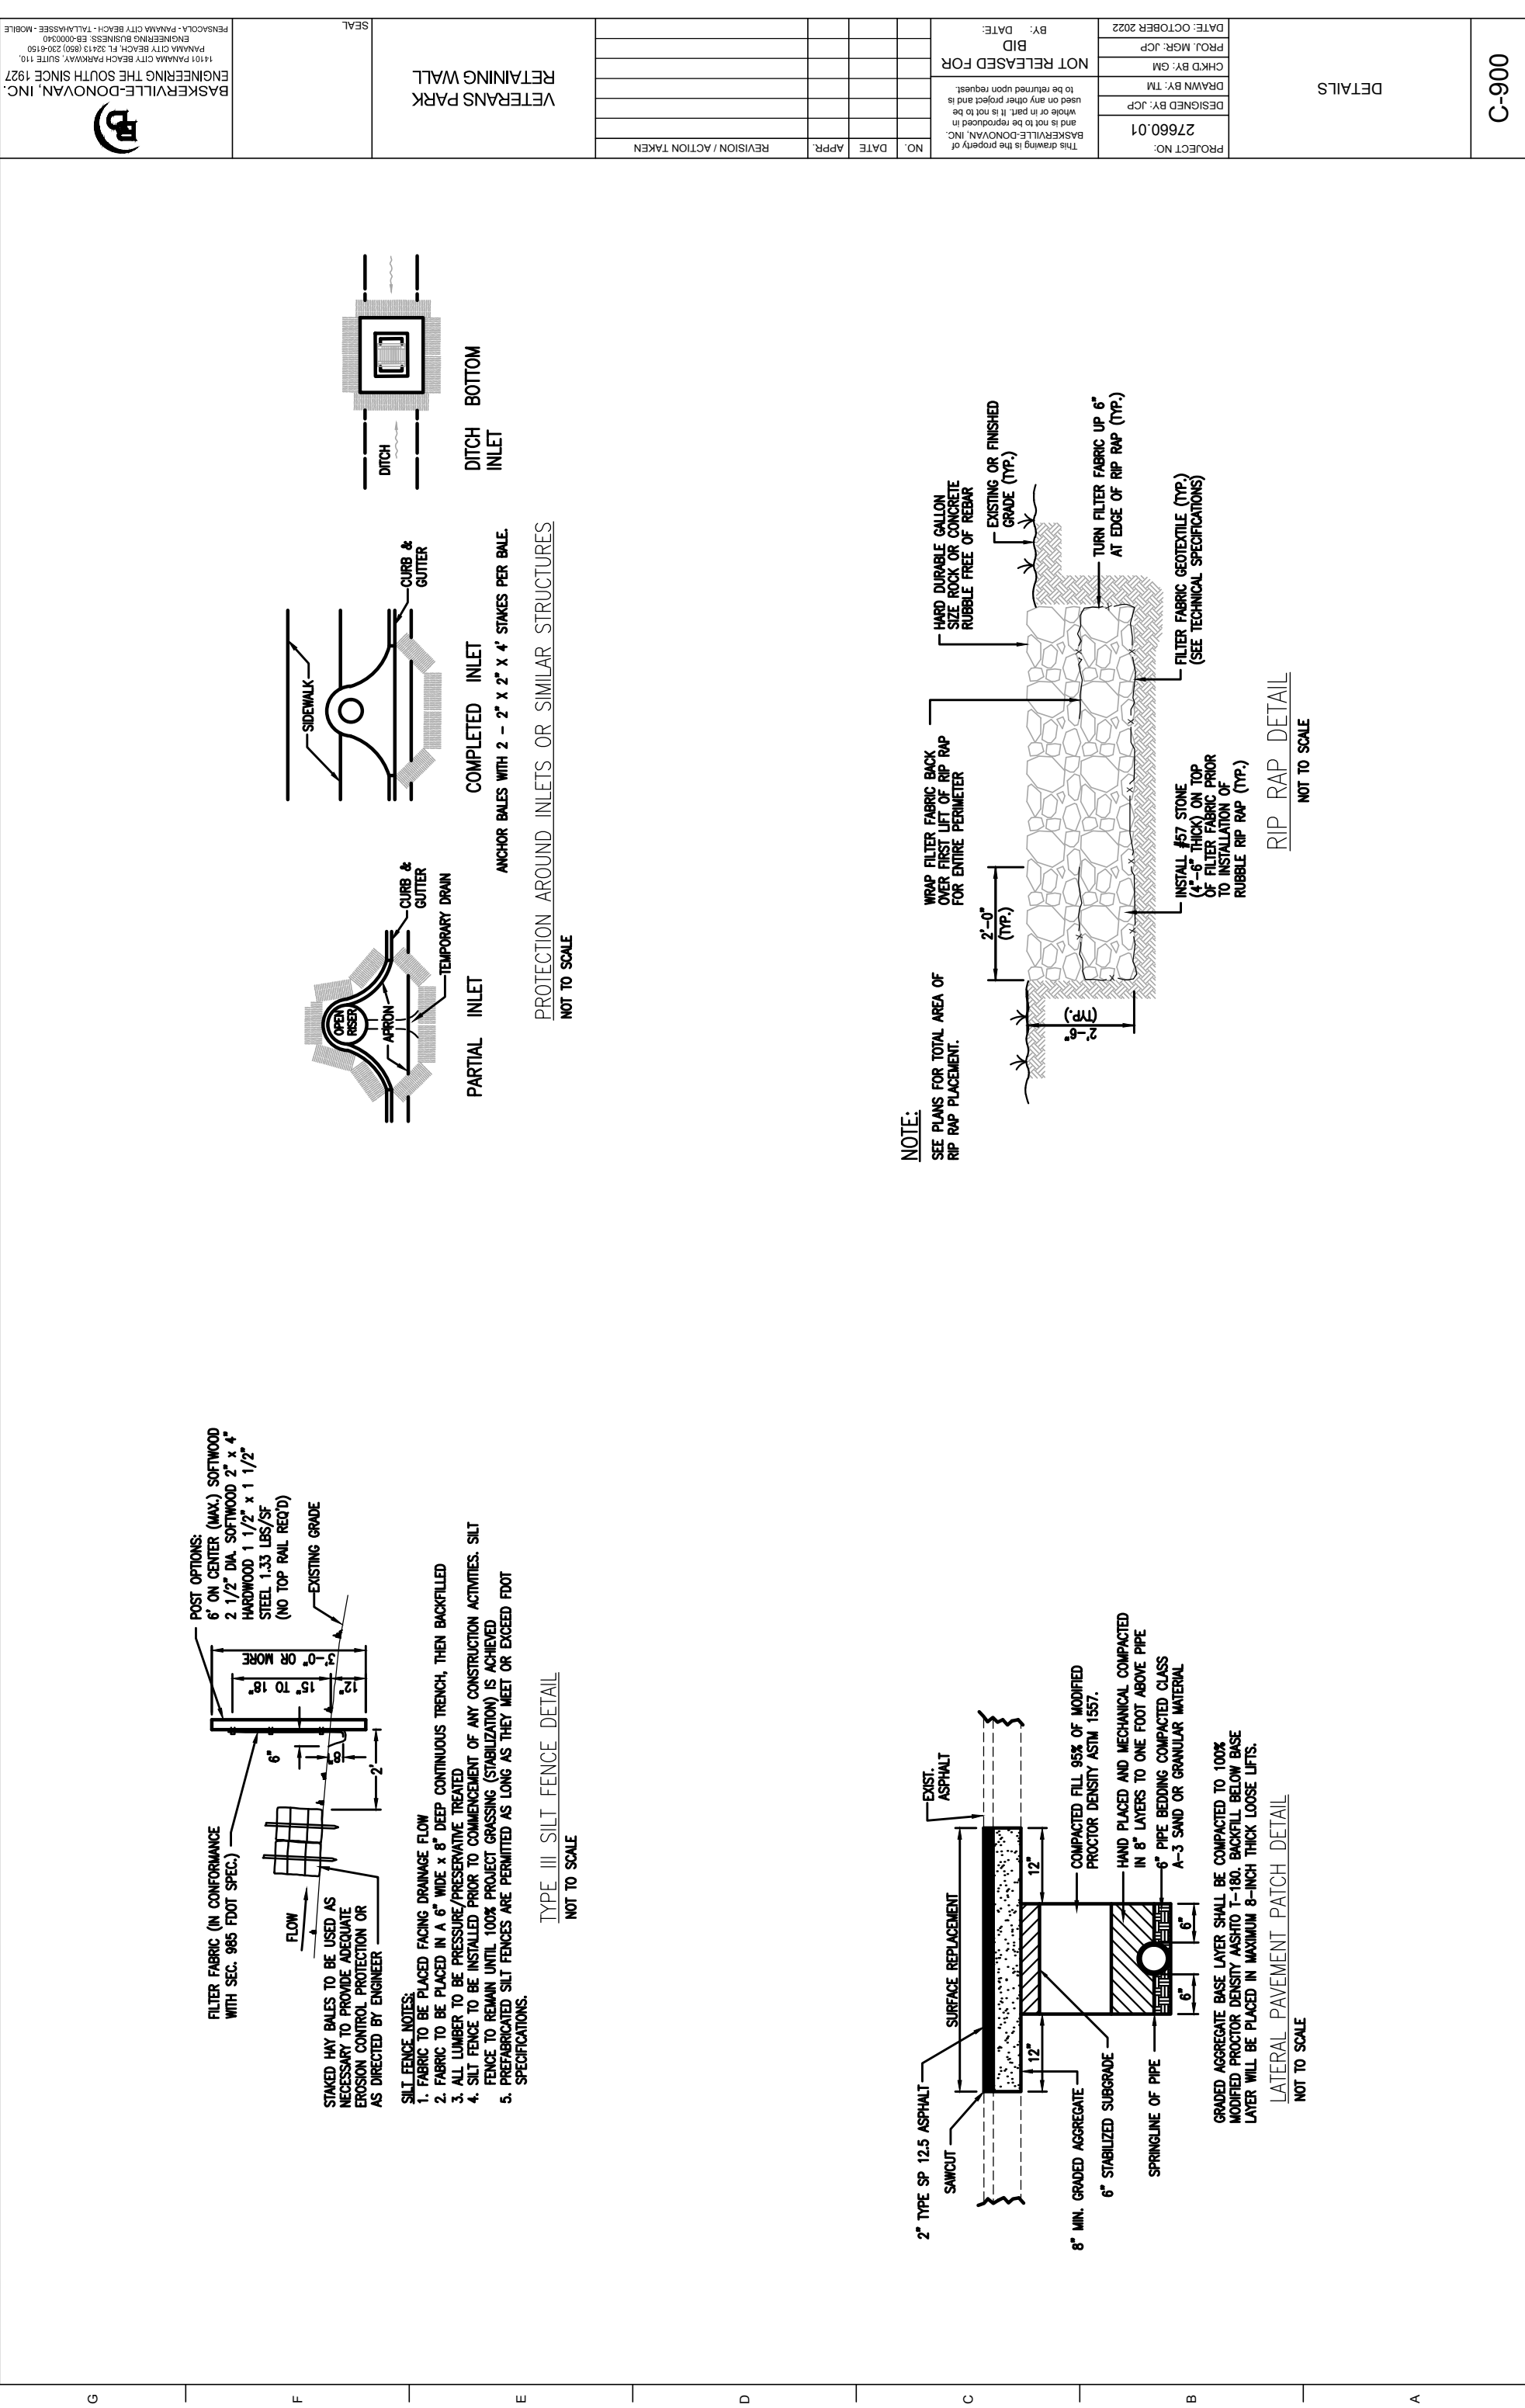 POST OPTIONS:
6' ON CENTER (MAX.) SOFTWOOD
2 1/2" DIA. SOFTWOOD 2" x 4"
HARDWOOD 1 1/2" x 1 1/2"
STEEL 1.33 LBS/SF
(NO TOP RAIL REQ'D)
EXISTING GRADE
3'-0" OR MORE
15" TO 18"
12"
6"
8"
2'
FILTER FABRIC (IN CONFORMANCE
WITH SEC. 985 FDOT SPEC.)
FLOW
STAKED HAY BALES TO BE USED AS
NECESSARY TO PROVIDE ADEQUATE
EROSION CONTROL PROTECTION OR
AS DIRECTED BY ENGINEER
SILT FENCE NOTES:
1. FABRIC TO BE PLACED FACING DRAINAGE FLOW
2. FABRIC TO BE PLACED IN A 6" WIDE x 8" DEEP CONTINUOUS TRENCH, THEN BACKFILLED
3. ALL LUMBER TO BE PRESSURE/PRESERVATIVE TREATED
4. SILT FENCE TO BE INSTALLED PRIOR TO COMMENCEMENT OF ANY CONSTRUCTION ACTIVITIES. SILT
FENCE TO REMAIN UNTIL 100% PROJECT GRASSING (STABILIZATION) IS ACHIEVED
5. PREFABRICATED SILT FENCES ARE PERMITTED AS LONG AS THEY MEET OR EXCEED FDOT
SPECIFICATIONS.
TYPE III SILT FENCE DETAIL
NOT TO SCALE
OPEN
RISER
APRON
CURB &
GUTTER
TEMPORARY DRAIN
PARTIAL INLET
SIDEWALK
CURB &
GUTTER
COMPLETED INLET
DITCH
DITCH BOTTOM
INLET
ANCHOR BALES WITH 2 - 2" X 2" X 4' STAKES PER BALE.
PROTECTION AROUND INLETS OR SIMILAR STRUCTURES
NOT TO SCALE
2" TYPE SP 12.5 ASPHALT
SAWCUT
SURFACE REPLACEMENT
EXIST.
ASPHALT
12"
12"
8" MIN. GRADED AGGREGATE
6" STABILIZED SUBGRADE
SPRINGLINE OF PIPE
COMPACTED FILL 95% OF MODIFIED
PROCTOR DENSITY ASTM 1557.
HAND PLACED AND MECHANICAL COMPACTED
IN 8" LAYERS TO ONE FOOT ABOVE PIPE
6" PIPE BEDDING COMPACTED CLASS
A-3 SAND OR GRANULAR MATERIAL
6"
6"
GRADED AGGREGATE BASE LAYER SHALL BE COMPACTED TO 100%
MODIFIED PROCTOR DENSITY AASHTO T-180. BACKFILL BELOW BASE
LAYER WILL BE PLACED IN MAXIMUM 8-INCH THICK LOOSE LIFTS.
LATERAL PAVEMENT PATCH DETAIL
NOT TO SCALE
NOTE:
SEE PLANS FOR TOTAL AREA OF
RIP RAP PLACEMENT.
WRAP FILTER FABRIC BACK
OVER FIRST LIFT OF RIP RAP
FOR ENTIRE PERIMETER
HARD DURABLE GALLON
SIZE ROCK OR CONCRETE
RUBBLE FREE OF REBAR
EXISTING OR FINISHED
GRADE (TYP.)
2'-0"
(TYP.)
2'-6"
(TYP.)
TURN FILTER FABRIC UP 6"
AT EDGE OF RIP RAP (TYP.)
FILTER FABRIC GEOTEXTILE (TYP.)
(SEE TECHNICAL SPECIFICATIONS)
INSTALL #57 STONE
(4"-6" THICK) ON TOP
OF FILTER FABRIC PRIOR
TO INSTALLATION OF
RUBBLE RIP RAP (TYP.)
RIP RAP DETAIL
NOT TO SCALE
BASKERVILLE-DONOVAN, INC.
ENGINEERING THE SOUTH SINCE 1927
14101 PANAMA CITY BEACH PARKWAY, SUITE 110,
PANAMA CITY BEACH, FL 32413 (850) 230-6150
ENGINEERING BUSINESS: EB-0000340
PENSACOLA - PANAMA CITY BEACH - TALLAHASSEE - MOBILE
SEAL
VETERANS PARK
RETAINING WALL
NO.
DATE
APPR.
REVISION / ACTION TAKEN
This drawing is the property of
BASKERVILLE-DONOVAN, INC.
and is not to be reproduced in
whole or in part. It is not to be
used on any other project and is
to be returned upon request.
NOT RELEASED FOR
BID
BY: DATE:
PROJECT NO:
27660.01
DESIGNED BY: JCP
DRAWN BY: TM
CHKD BY: GM
PROJ. MGR: JCP
DATE: OCTOBER 2022
DETAILS
C-900
G
F
E
D
C
B
A